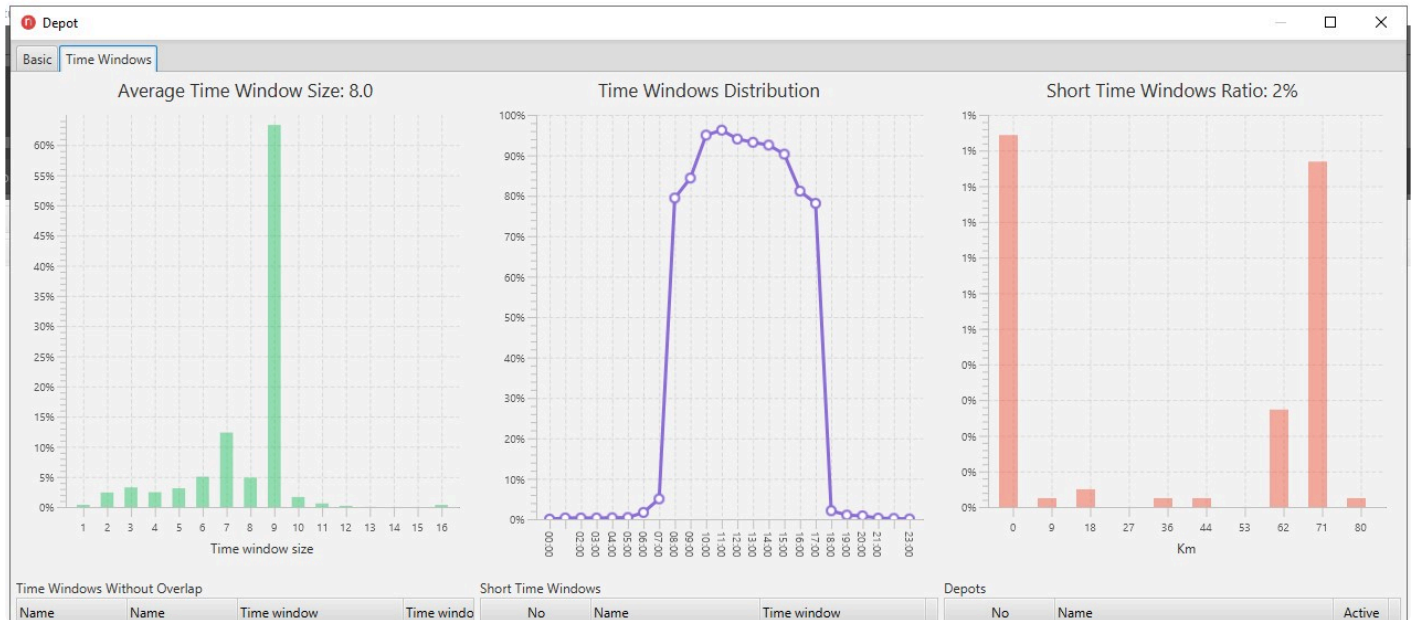 Depot
Basic
Time Windows
Average Time Window Size: 8.0
60%
55%
50%
45%
40%
35%
30%
25%
20%
15%
10%
5%
0%
1 2 3 4 5 6 7 8 9 10 11 12 13 14 15 16
Time window size
Time Windows Distribution
100%
90%
80%
70%
60%
50%
40%
30%
20%
10%
0%
00:00 02:00 03:00 04:00 05:00 06:00 07:00 08:00 09:00 10:00 11:00 12:00 13:00 14:00 15:00 16:00 17:00 18:00 19:00 20:00 21:00 23:00
Short Time Windows Ratio: 2%
1%
1%
1%
1%
1%
1%
1%
0%
0%
0%
0%
0%
0 9 18 27 36 44 53 62 71 80
Km
Time Windows Without Overlap
Name Name Time window Time windo
Short Time Windows
No Name Time window
Depots
No Name Active